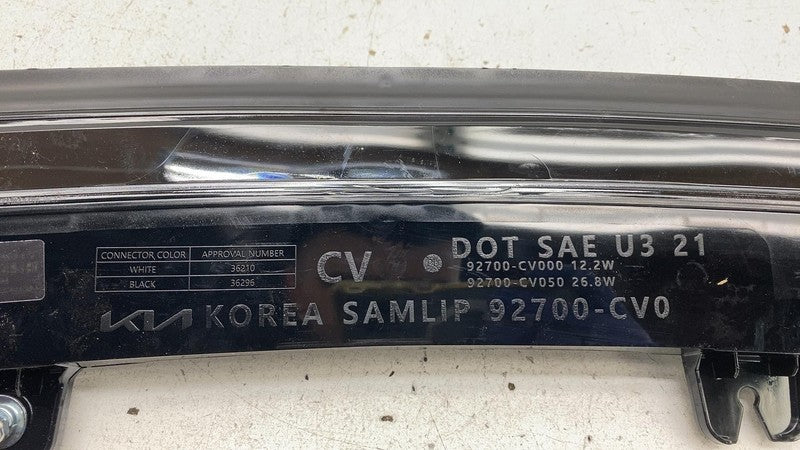 CONNECTOR COLOR APPROVAL NUMBER
WHITE 36210
BLACK 36296
CV
DOT SAE U3 21
92700-CV000 12.2W
92700-CV050 26.8W
KIA KOREA SAMLIP 92700-CV0